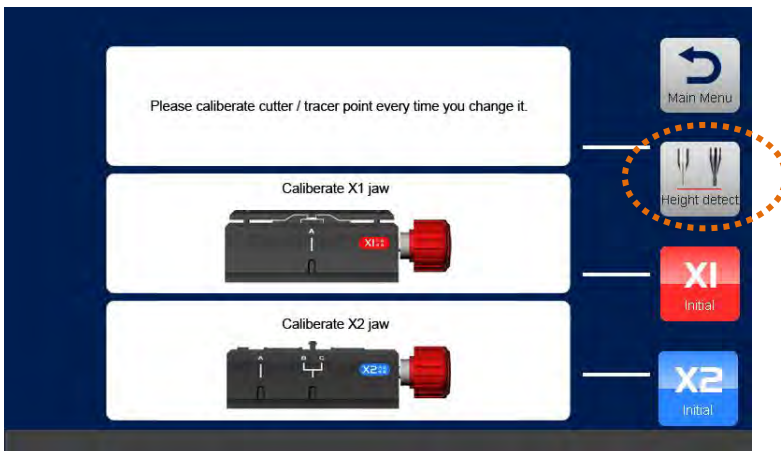 Main Menu
Please caliberate cutter / tracer point every time you change it.
Height detect
Caliberate X1 jaw
A
X1
X1
Initial
Caliberate X2 jaw
A B C
X2
X2
Initial